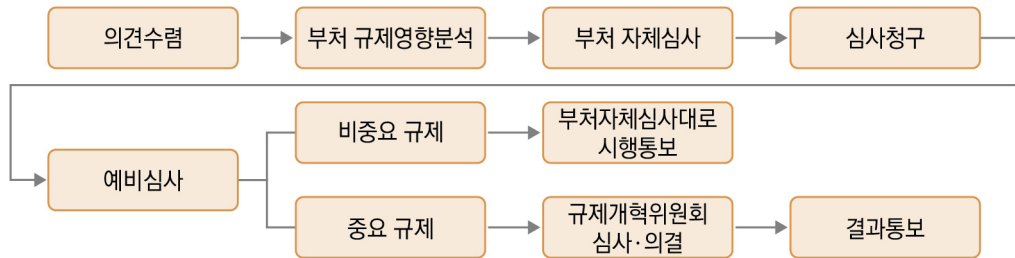 의견수렴
부처 규제영향분석
부처 자체심사
심사청구
예비심사
비중요 규제
부처자체심사대로
시행통보
중요 규제
규제개혁위원회
심사·의결
결과통보